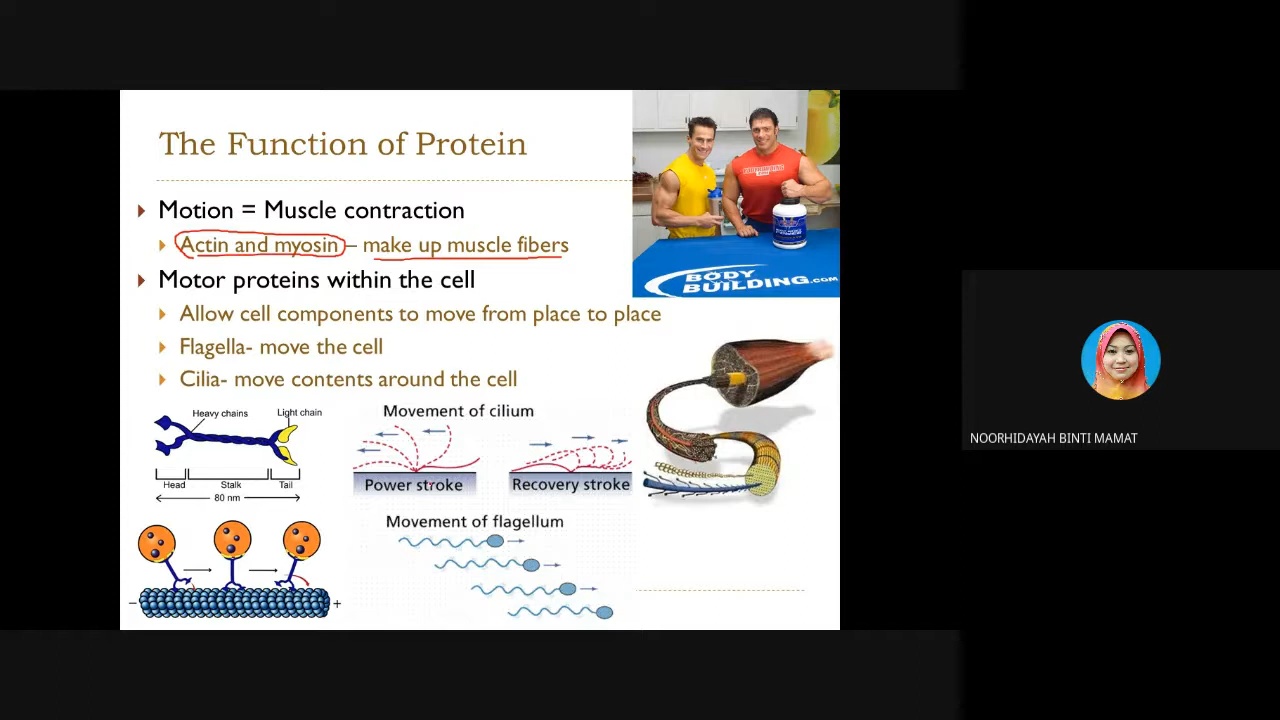 The Function of Protein
Motion = Muscle contraction
Actin and myosin – make up muscle fibers
Motor proteins within the cell
Allow cell components to move from place to place
Flagella- move the cell
Cilia- move contents around the cell
BODY
BUILDING.com
Heavy chains
Light chain
Head
Stalk
Tail
80 nm
Movement of cilium
Power stroke
Recovery stroke
Movement of flagellum
–
+
NOORHIDAYAH BINTI MAMAT